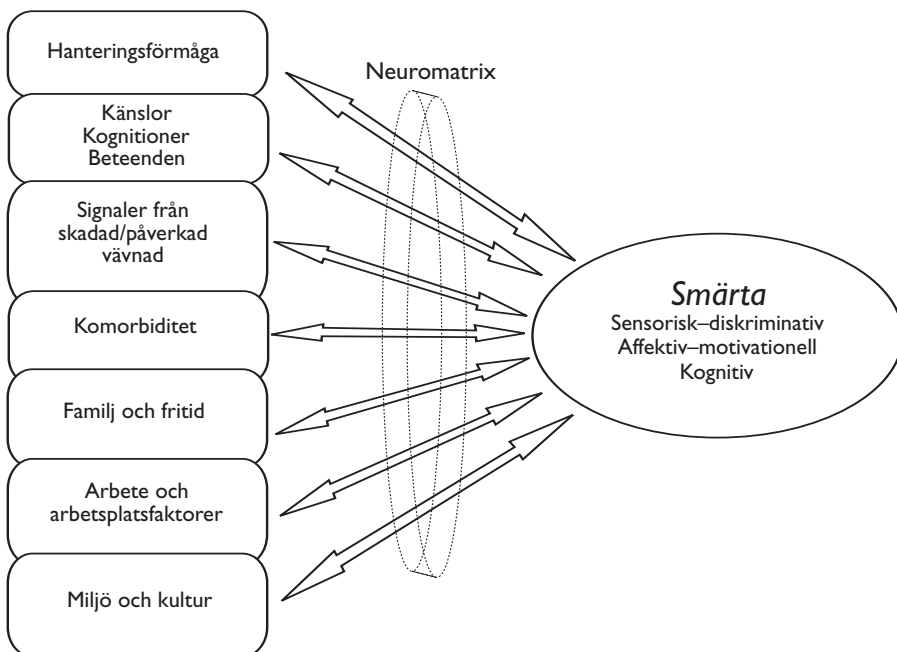 Hanteringsförmåga
Känslor
Kognitioner
Beteenden
Signaler från
skadad/påverkad
vävnad
Komorbiditet
Familj och fritid
Arbete och
arbetsplatsfaktorer
Miljö och kultur
Neuromatrix
Smärta
Sensorisk–diskriminativ
Affektiv–motivationell
Kognitiv